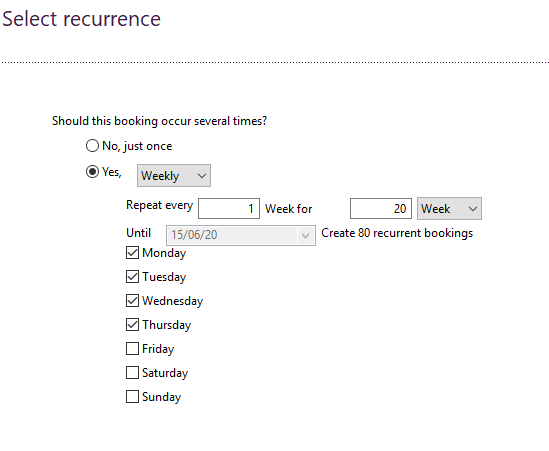 Select recurrence
Should this booking occur several times?
No, just once
Yes, Weekly
Repeat every 1 Week for 20 Week
Until 15/06/20 Create 80 recurrent bookings
Monday
Tuesday
Wednesday
Thursday
Friday
Saturday
Sunday